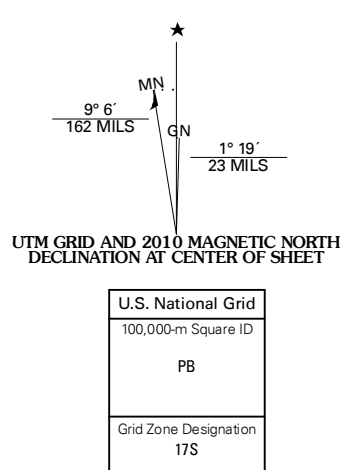 ★
MN
9° 6´
162 MILS
GN
1° 19´
23 MILS
UTM GRID AND 2010 MAGNETIC NORTH
DECLINATION AT CENTER OF SHEET
U.S. National Grid
100,000-m Square ID
PB
Grid Zone Designation
17S